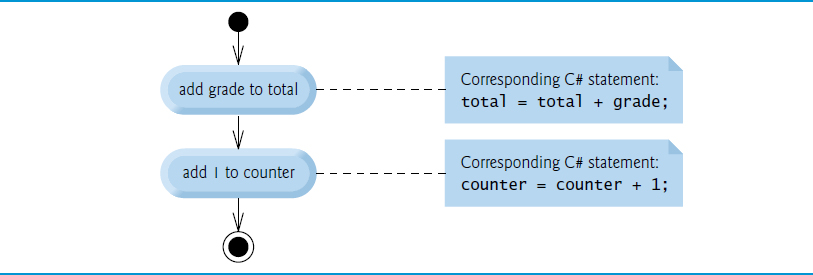 add grade to total
Corresponding C# statement:
total = total + grade;
add 1 to counter
Corresponding C# statement:
counter = counter + 1;